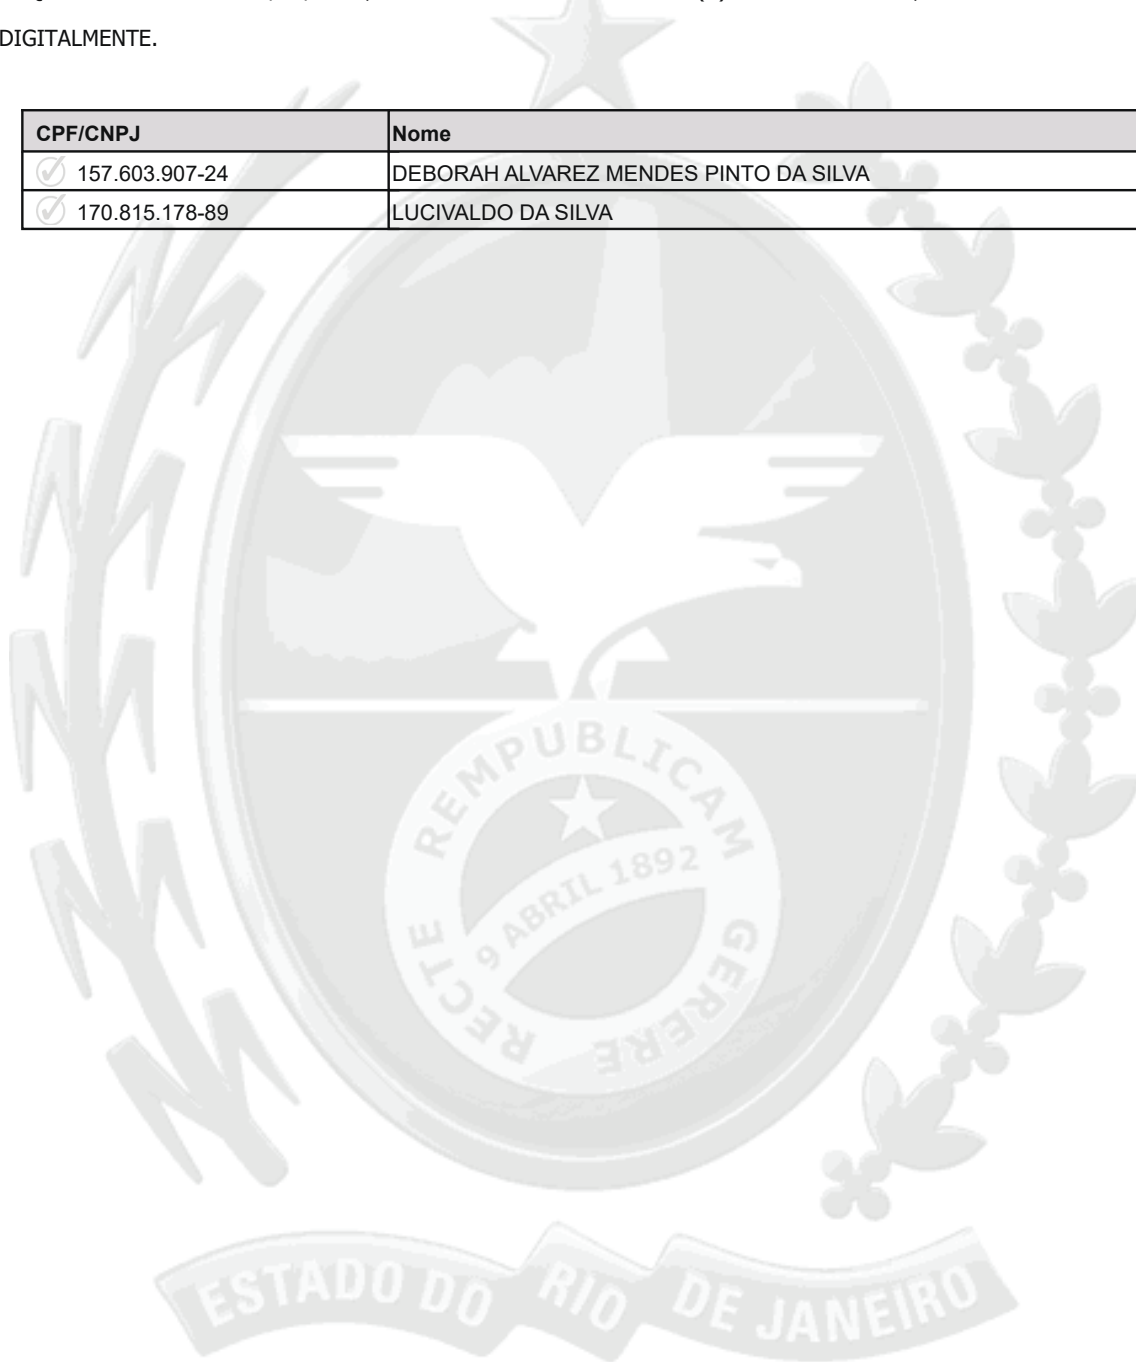 DIGITALMENTE.
CPF/CNPJ Nome
157.603.907-24 DEBORAH ALVAREZ MENDES PINTO DA SILVA
170.815.178-89 LUCIVALDO DA SILVA
RECTE REMPUBLICAM GERERE
9 ABRIL 1892
ESTADO DO RIO DE JANEIRO